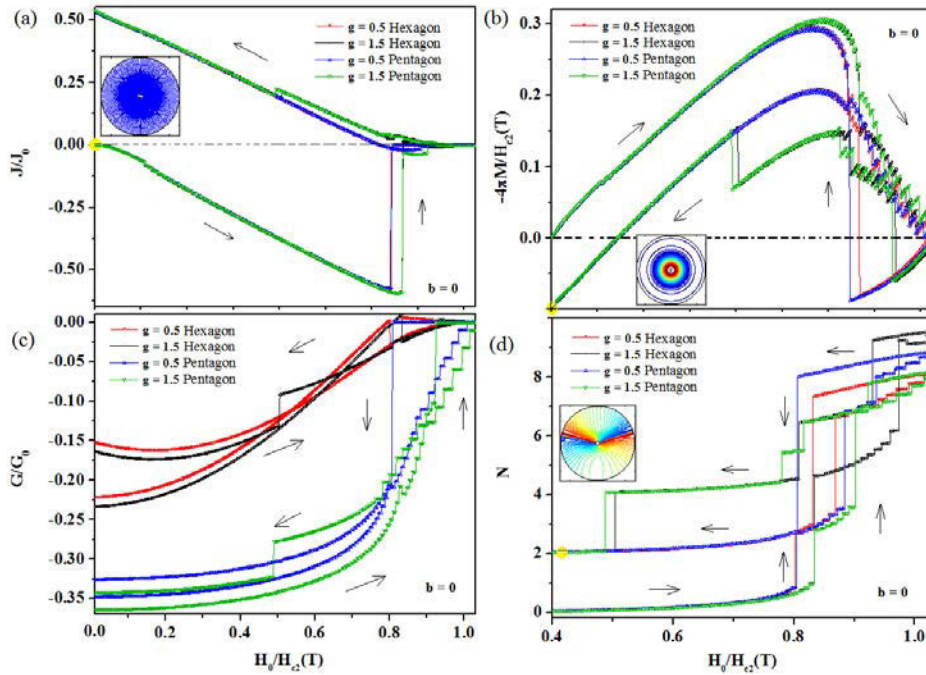 (a)
J/J0
0.50
0.25
0.00
-0.25
-0.50
g = 0.5 Hexagon
g = 1.5 Hexagon
g = 0.5 Pentagon
g = 1.5 Pentagon
b = 0
(b)
-4πM/Hc2(T)
0.3
0.2
0.1
0.0
g = 0.5 Hexagon
g = 1.5 Hexagon
g = 0.5 Pentagon
g = 1.5 Pentagon
b = 0
(c)
G/G0
0.00
-0.05
-0.10
-0.15
-0.20
-0.25
-0.30
-0.35
g = 0.5 Hexagon
g = 1.5 Hexagon
g = 0.5 Pentagon
g = 1.5 Pentagon
b = 0
0.0 0.2 0.4 0.6 0.8 1.0
H0/Hc2(T)
(d)
N
8
6
4
2
0
g = 0.5 Hexagon
g = 1.5 Hexagon
g = 0.5 Pentagon
g = 1.5 Pentagon
b = 0
0.4 0.6 0.8 1.0
H0/Hc2(T)